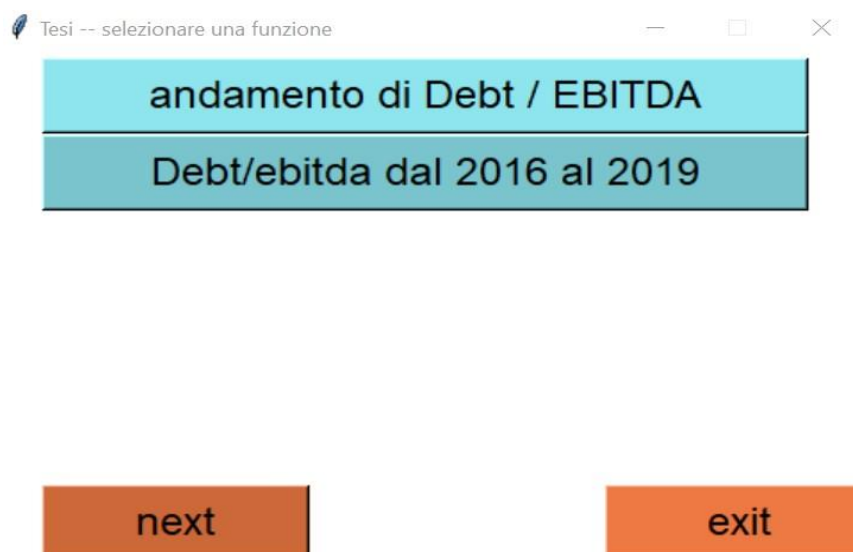 Tesi -- selezionare una funzione
andamento di Debt / EBITDA
Debt/ebitda dal 2016 al 2019
next
exit